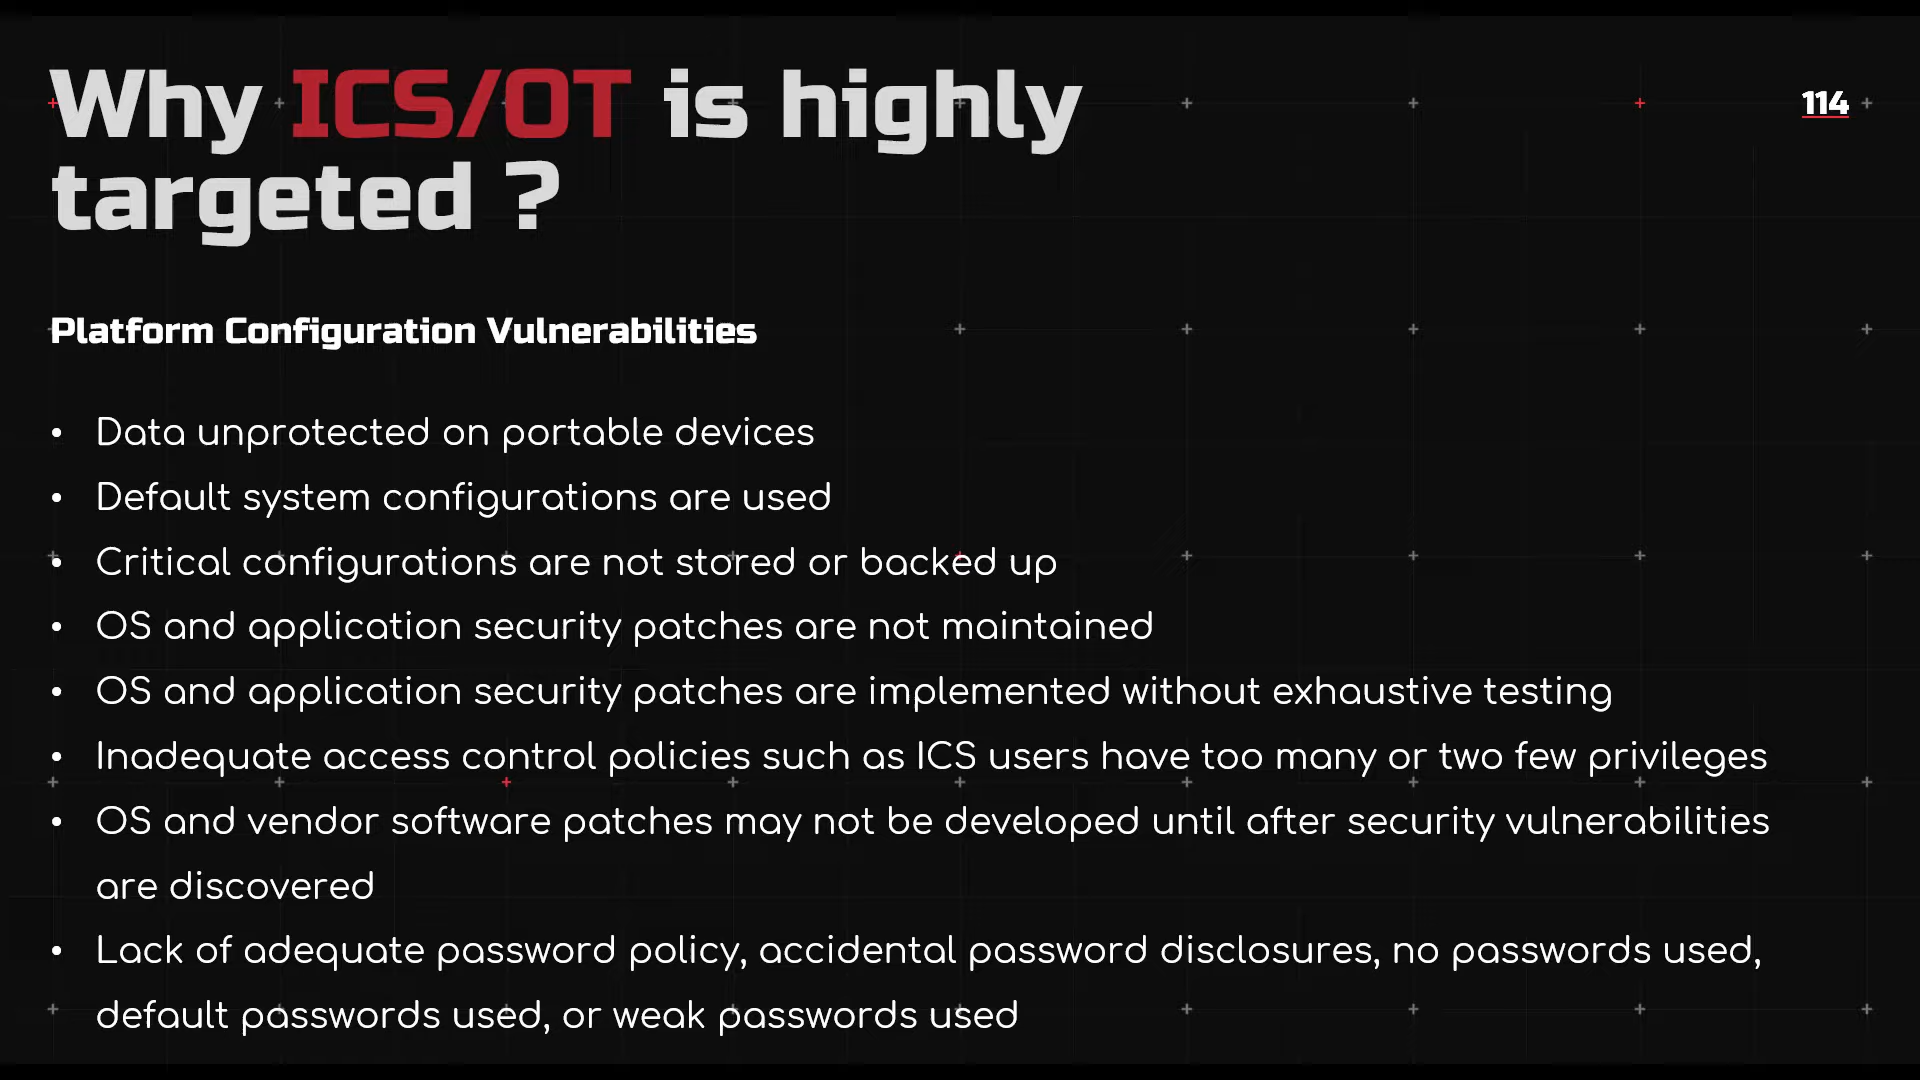 Why ICS/OT is highly
targeted ?
114
Platform Configuration Vulnerabilities
• Data unprotected on portable devices
• Default system configurations are used
• Critical configurations are not stored or backed up
• OS and application security patches are not maintained
• OS and application security patches are implemented without exhaustive testing
• Inadequate access control policies such as ICS users have too many or two few privileges
• OS and vendor software patches may not be developed until after security vulnerabilities
are discovered
• Lack of adequate password policy, accidental password disclosures, no passwords used,
default passwords used, or weak passwords used